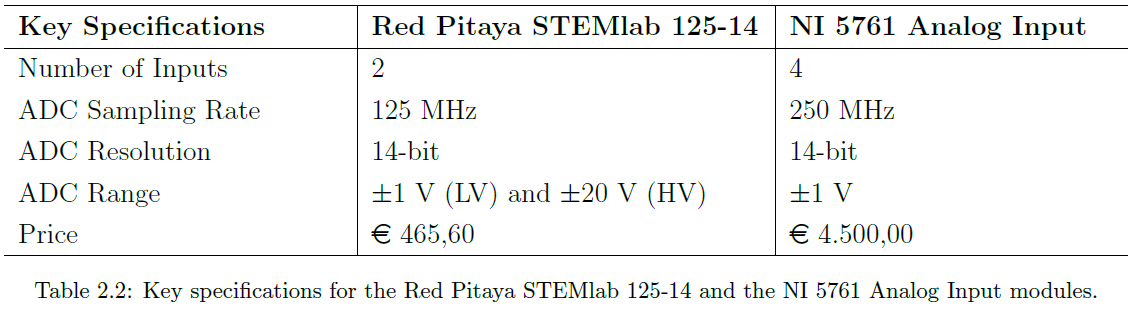 Key Specifications Red Pitaya STEMlab 125-14 NI 5761 Analog Input
Number of Inputs 2 4
ADC Sampling Rate 125 MHz 250 MHz
ADC Resolution 14-bit 14-bit
ADC Range ±1 V (LV) and ±20 V (HV) ±1 V
Price € 465,60 € 4.500,00
Table 2.2: Key specifications for the Red Pitaya STEMlab 125-14 and the NI 5761 Analog Input modules.